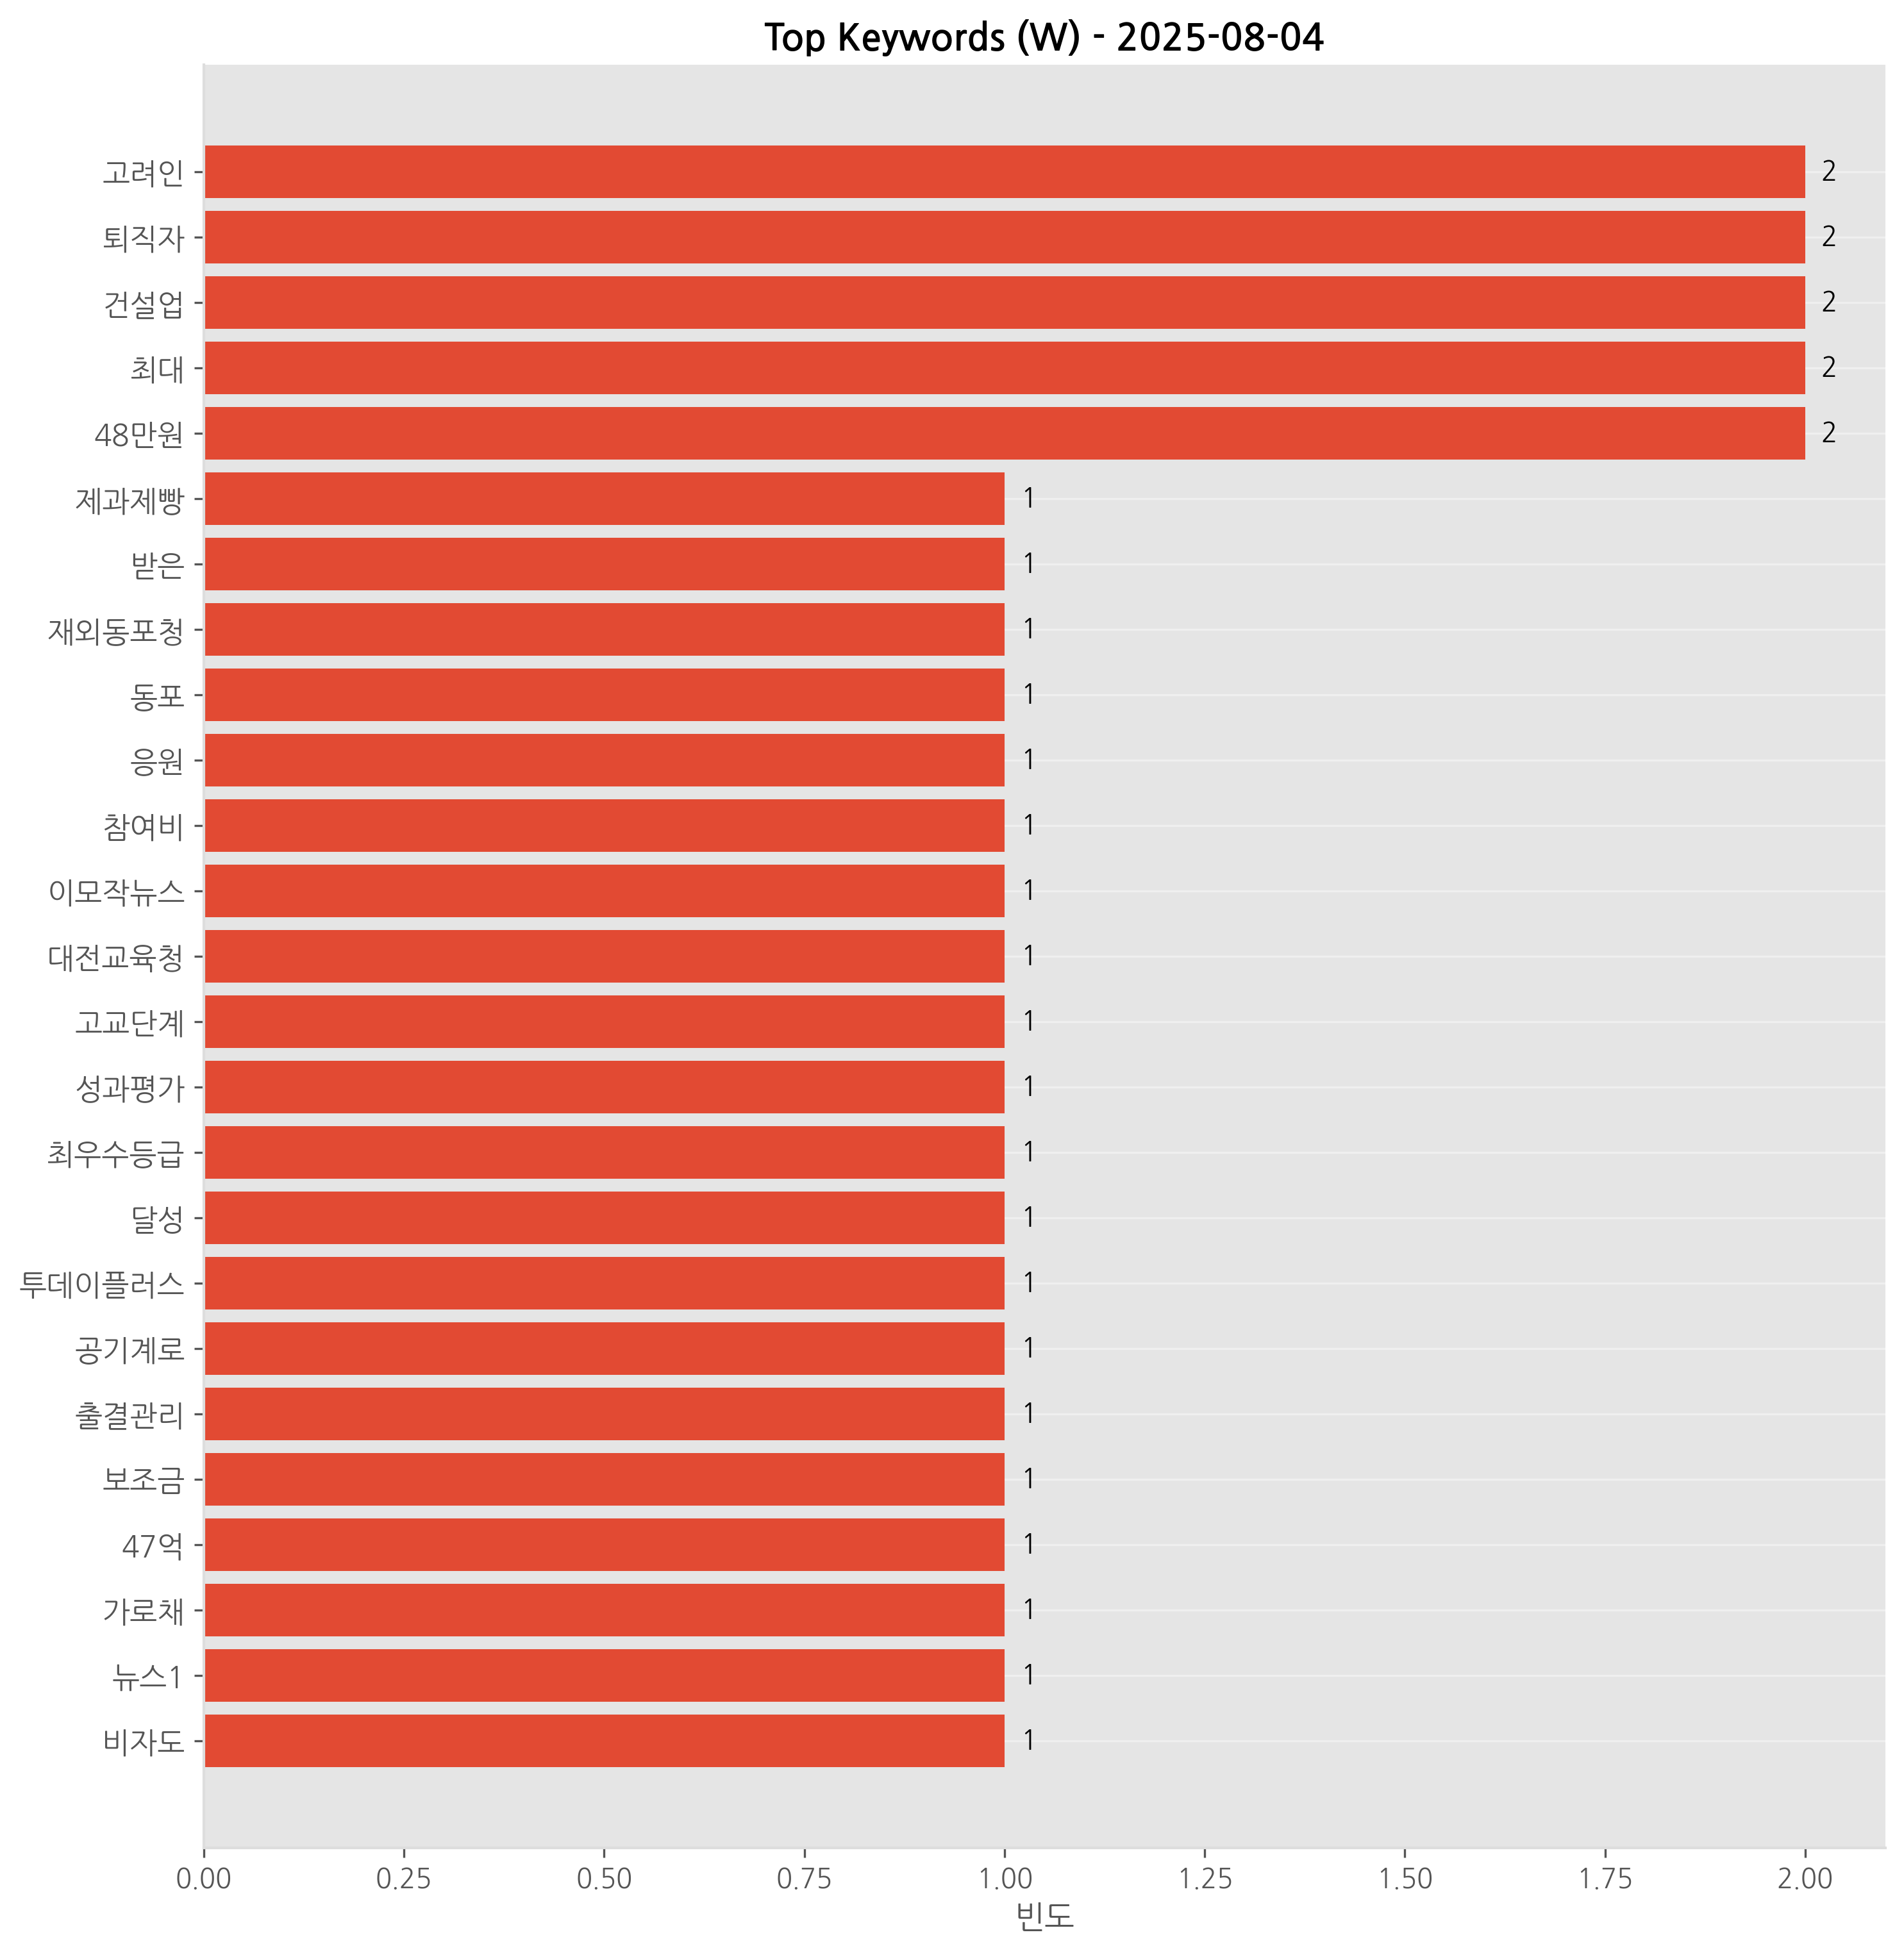 Top Keywords (W) - 2025-08-04
고려인 2
퇴직자 2
건설업 2
최대 2
48만원 2
제과제빵 1
받은 1
재외동포청 1
동포 1
응원 1
참여비 1
이모작뉴스 1
대전교육청 1
고교단계 1
성과평가 1
최우수등급 1
달성 1
투데이플러스 1
공기계로 1
출결관리 1
보조금 1
47억 1
가로채 1
뉴스1 1
비자도 1
0.00 0.25 0.50 0.75 1.00 1.25 1.50 1.75 2.00
빈도